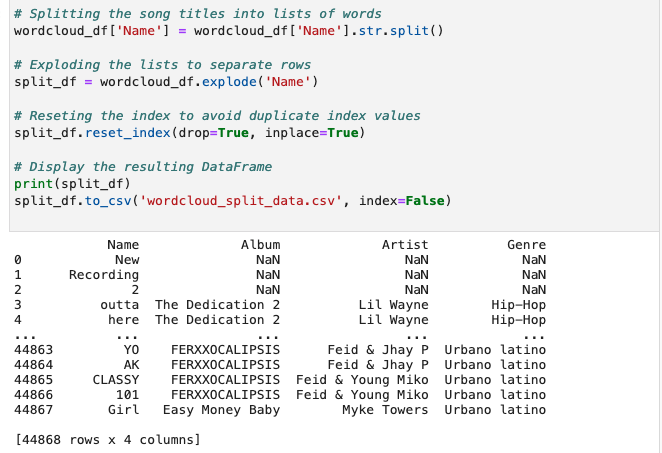 # Splitting the song titles into lists of words
wordcloud_df['Name'] = wordcloud_df['Name'].str.split()
# Exploding the lists to separate rows
split_df = wordcloud_df.explode('Name')
# Reseting the index to avoid duplicate index values
split_df.reset_index(drop=True, inplace=True)
# Display the resulting DataFrame
print(split_df)
split_df.to_csv('wordcloud_split_data.csv', index=False)
Name Album Artist Genre
0 New NaN NaN NaN
1 Recording NaN NaN NaN
2 2 NaN NaN NaN
3 outta The Dedication 2 Lil Wayne Hip-Hop
4 here The Dedication 2 Lil Wayne Hip-Hop
... ... ... ... ...
44863 YO FERXXOCALIPSIS Feid & Jhay P Urbano latino
44864 AK FERXXOCALIPSIS Feid & Jhay P Urbano latino
44865 CLASSY FERXXOCALIPSIS Feid & Young Miko Urbano latino
44866 101 FERXXOCALIPSIS Feid & Young Miko Urbano latino
44867 Girl Easy Money Baby Myke Towers Urbano latino
[44868 rows x 4 columns]